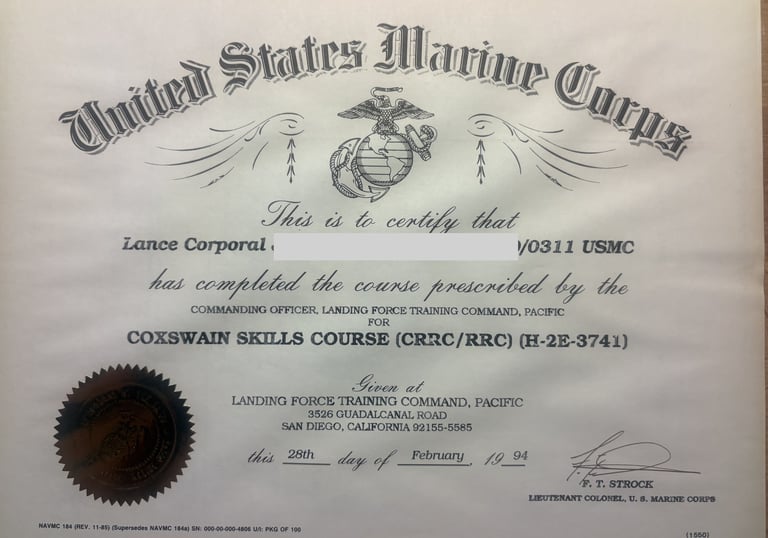 United States Marine Corps
This is to certify that
Lance Corporal /0311 USMC
has completed the course prescribed by the
COMMANDING OFFICER, LANDING FORCE TRAINING COMMAND, PACIFIC
FOR
COXSWAIN SKILLS COURSE (CRRC/RRC) (H-2E-3741)
Given at
LANDING FORCE TRAINING COMMAND, PACIFIC
3526 GUADALCANAL ROAD
SAN DIEGO, CALIFORNIA 92155-5585
this 28th day of February, 19 94
F. T. STROCK
LIEUTENANT COLONEL, U. S. MARINE CORPS
NAVMC 184 (REV. 11-85) (Supersedes NAVMC 184a) SN: 000-00-000-4806 U/I: PKG OF 100
(1550)